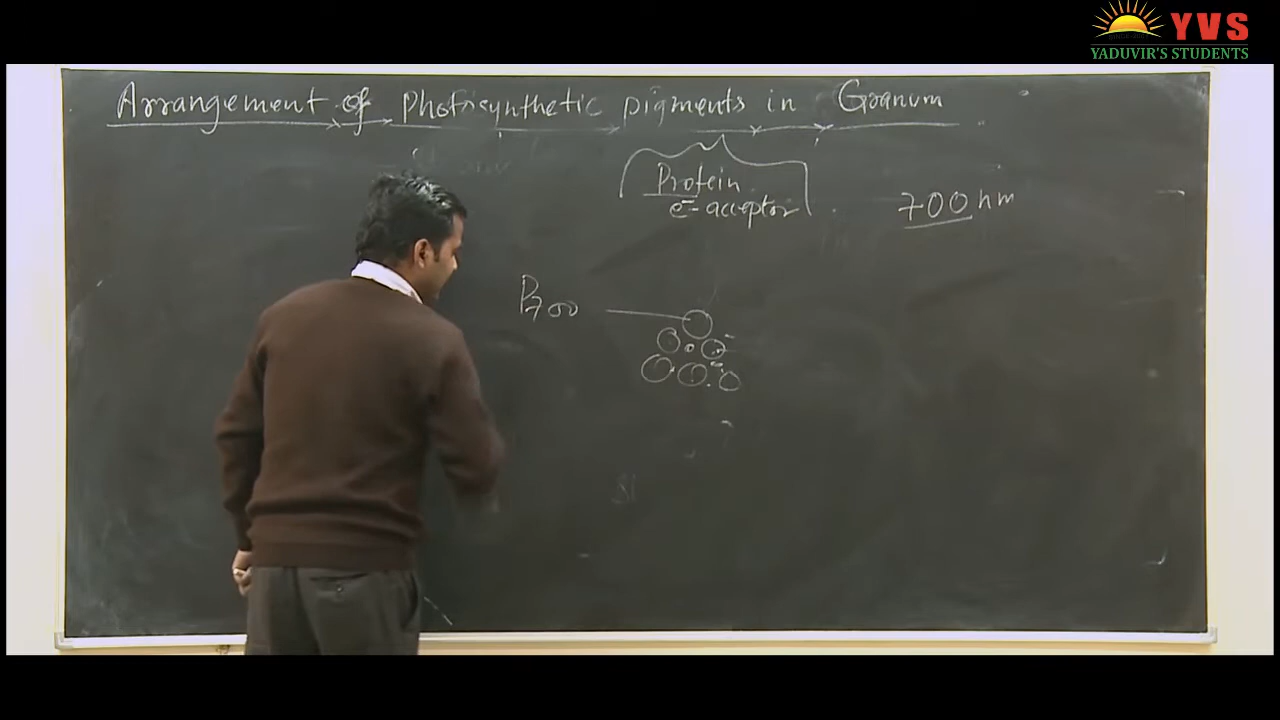 YVS
YADUVIR'S STUDENTS
Arrangement of Photosynthetic pigments in Granum
Protein
e⁻ acceptor
700 nm
P700